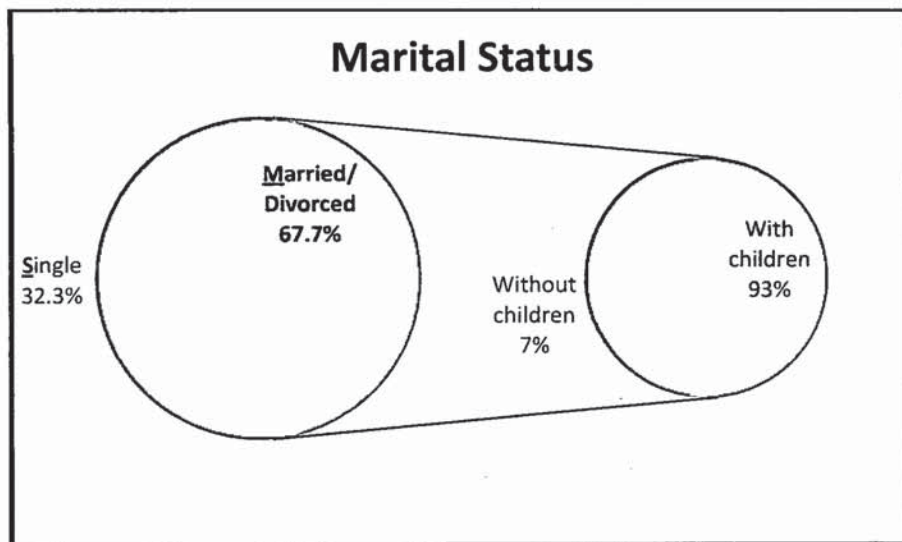 Marital Status
Married/
Divorced
67.7%
Single
32.3%
With
children
93%
Without
children
7%